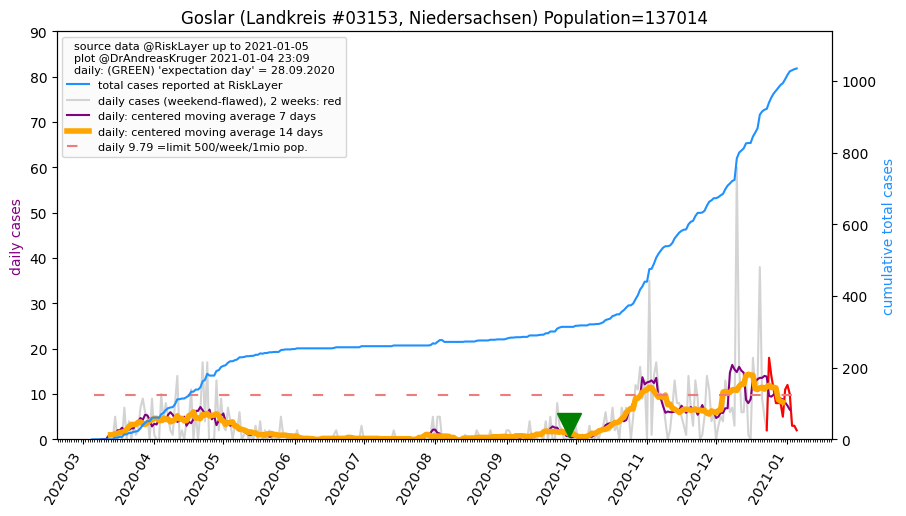 Goslar (Landkreis #03153, Niedersachsen) Population=137014
source data @RiskLayer up to 2021-01-05
plot @DrAndreasKruger 2021-01-04 23:09
daily: (GREEN) 'expectation day' = 28.09.2020
total cases reported at RiskLayer
daily cases (weekend-flawed), 2 weeks: red
daily: centered moving average 7 days
daily: centered moving average 14 days
daily 9.79 =limit 500/week/1mio pop.
daily cases
90
80
70
60
50
40
30
20
10
0
cumulative total cases
1000
800
600
400
200
0
2020-03
2020-04
2020-05
2020-06
2020-07
2020-08
2020-09
2020-10
2020-11
2020-12
2021-01